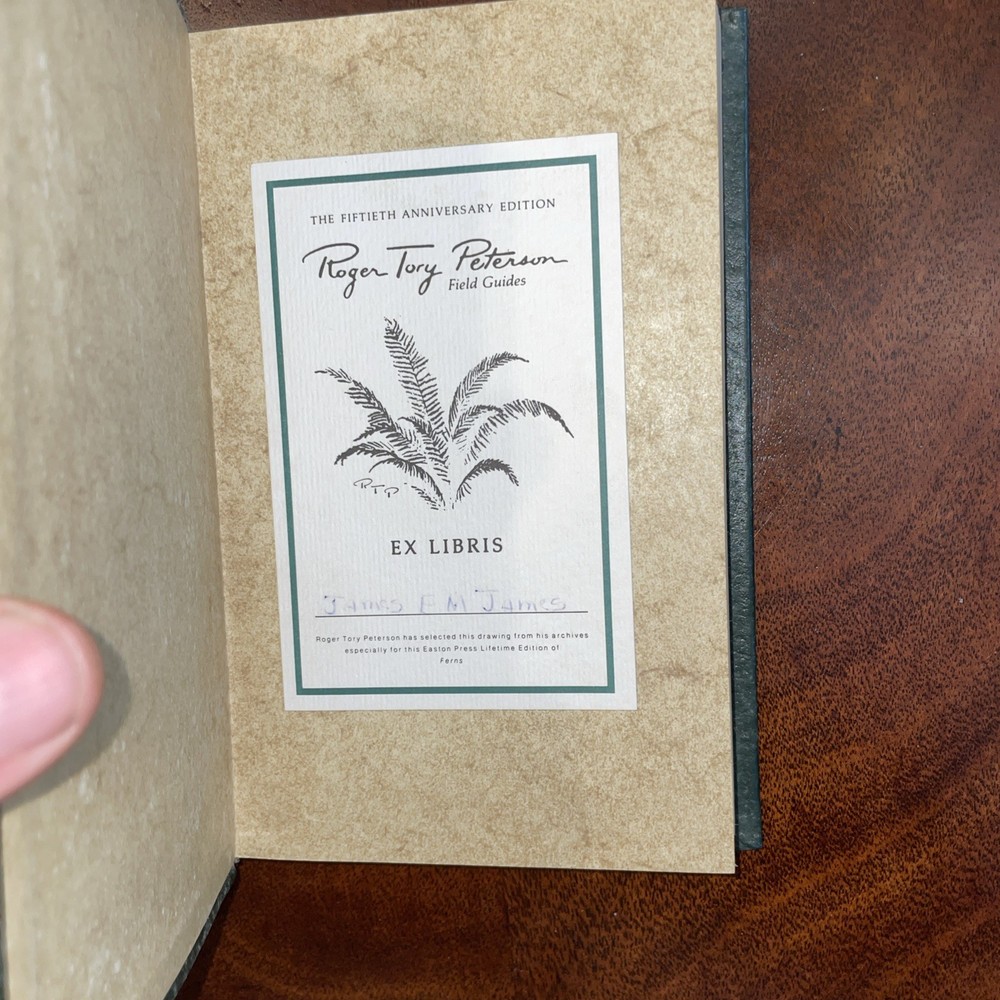 THE FIFTIETH ANNIVERSARY EDITION
Roger Tory Peterson
Field Guides
RTP
EX LIBRIS
James E M James
Roger Tory Peterson has selected this drawing from his archives
especially for this Easton Press Lifetime Edition of
Ferns